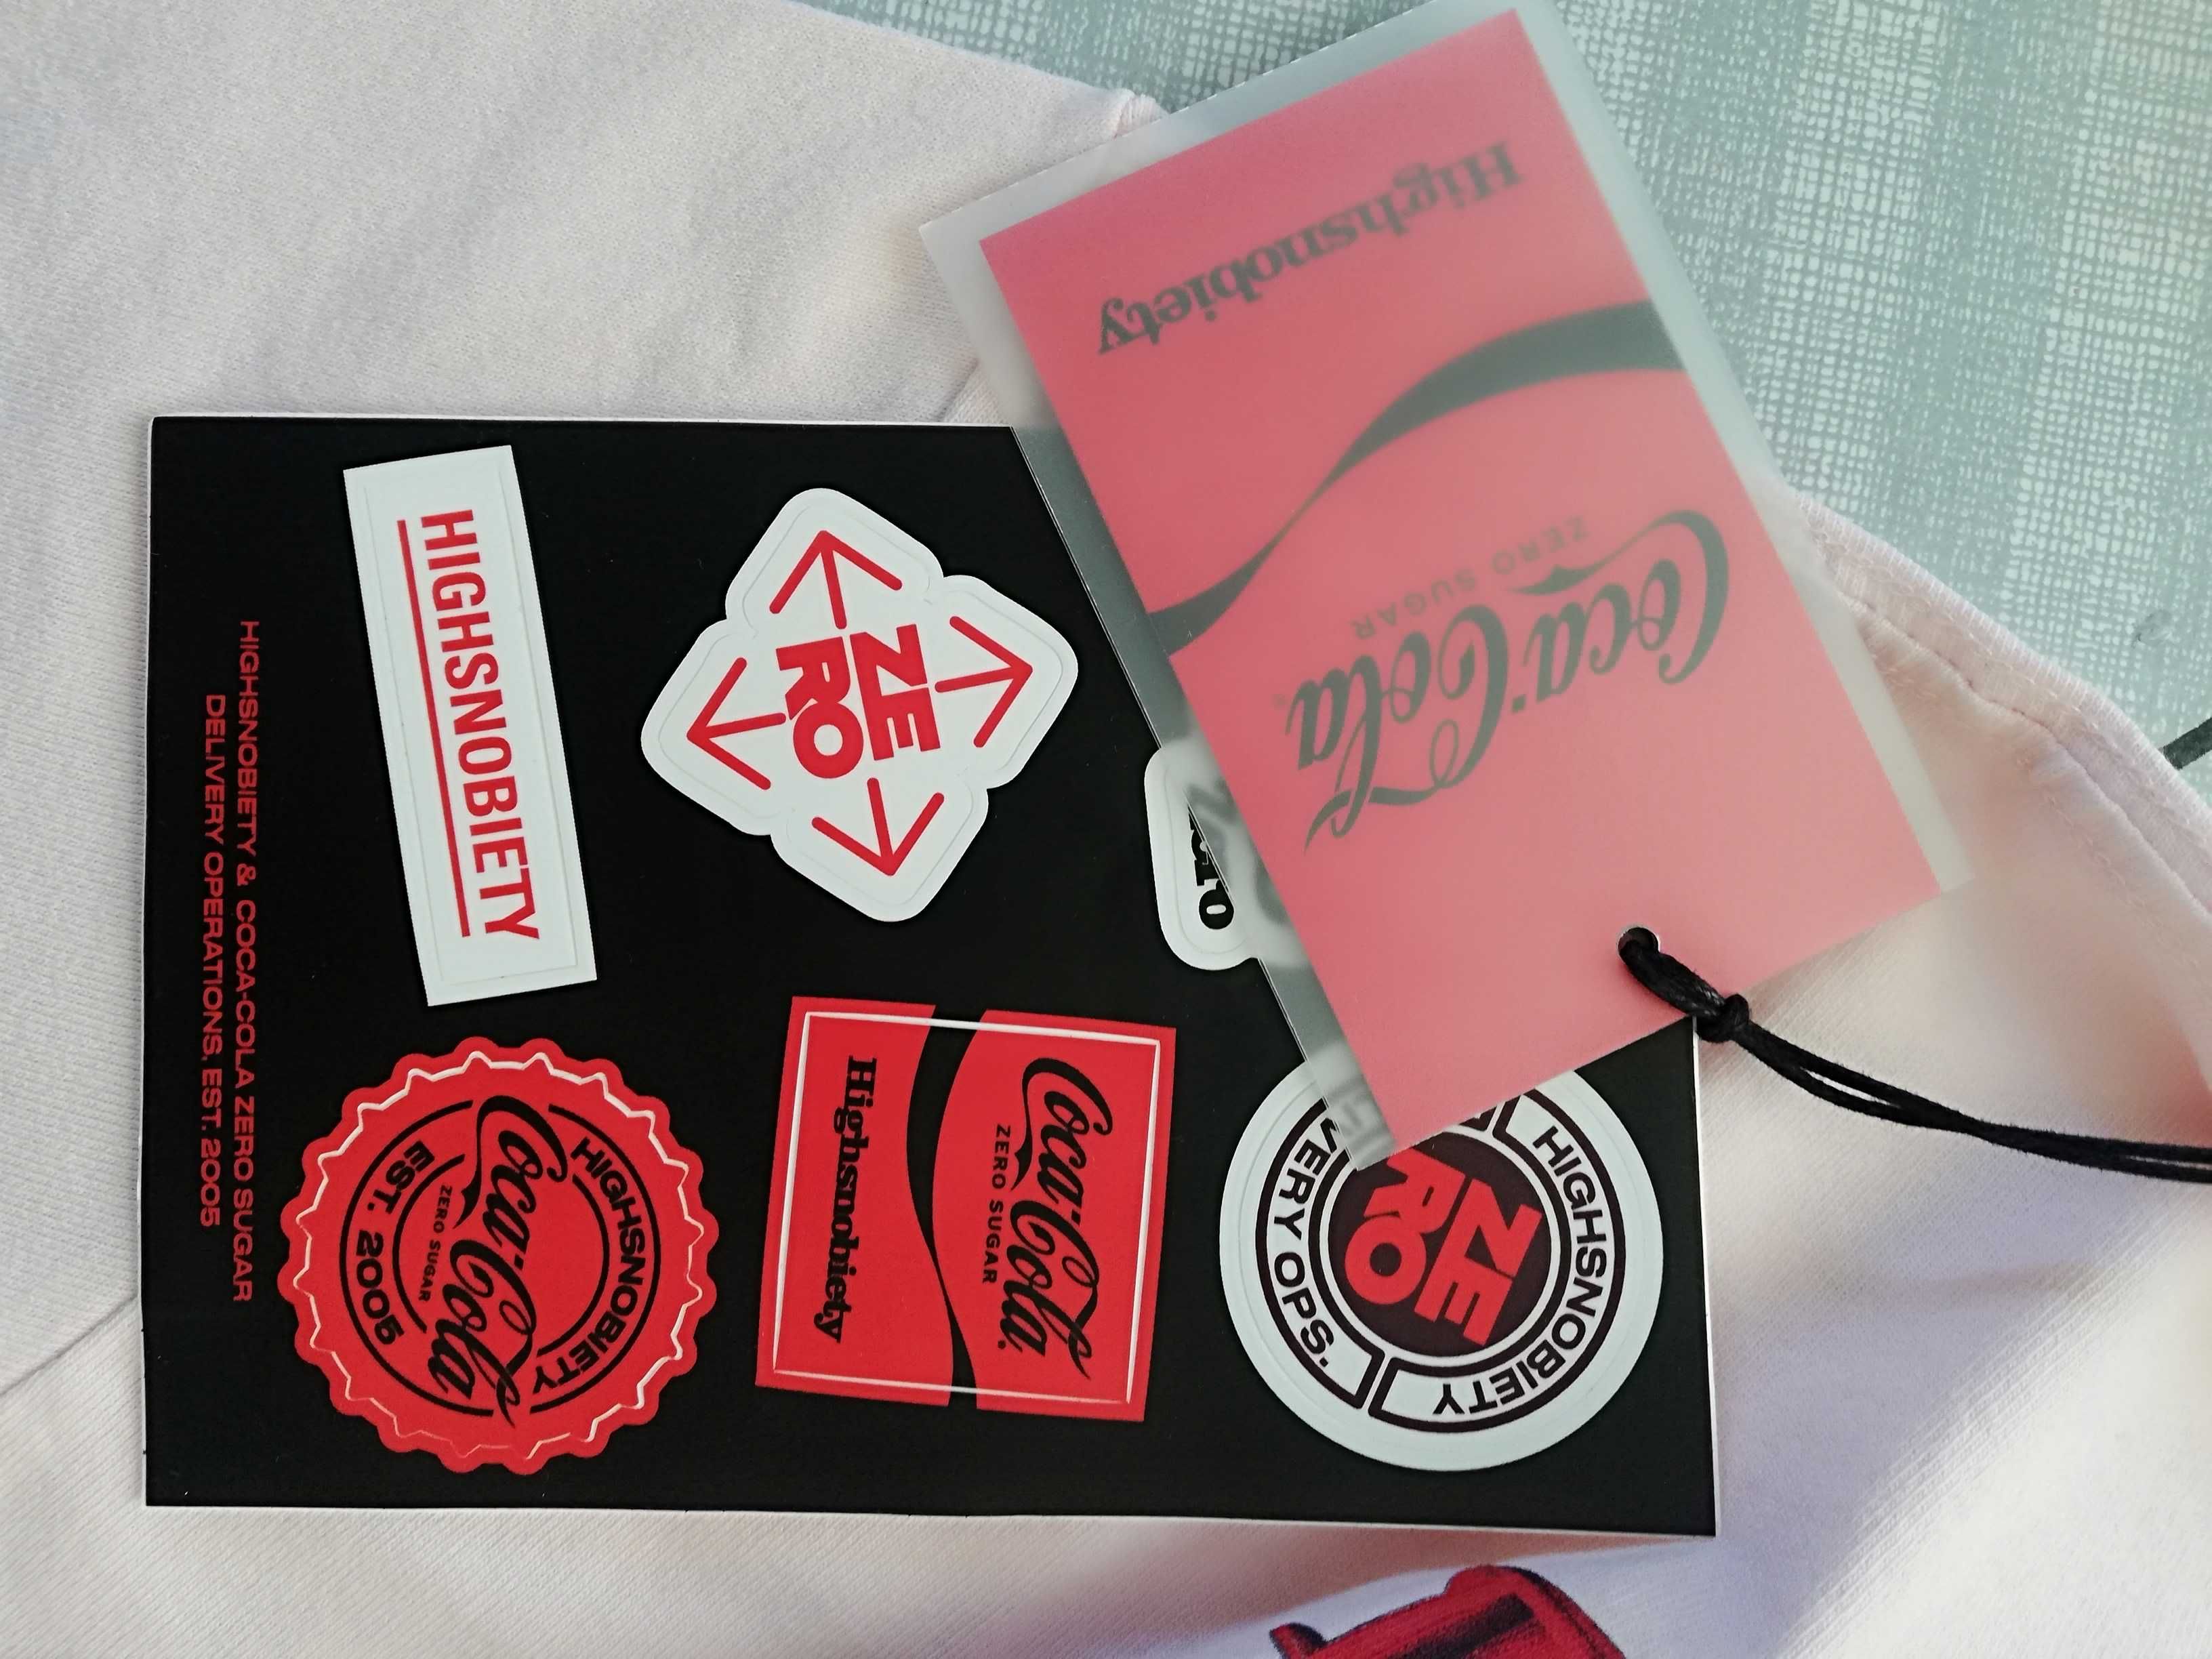 Highsnobiety
Coca-Cola
ZERO SUGAR
HIGHSNOBIETY
VERY OPS.
ZE
RO
Coca-Cola
ZERO SUGAR
Highsnobiety
ZE
RO
HIGHSNOBIETY
HIGHSNOBIETY
Coca-Cola
ZERO SUGAR
EST. 2005
HIGHSNOBIETY & COCA-COLA ZERO SUGAR
DELIVERY OPERATIONS. EST. 2005